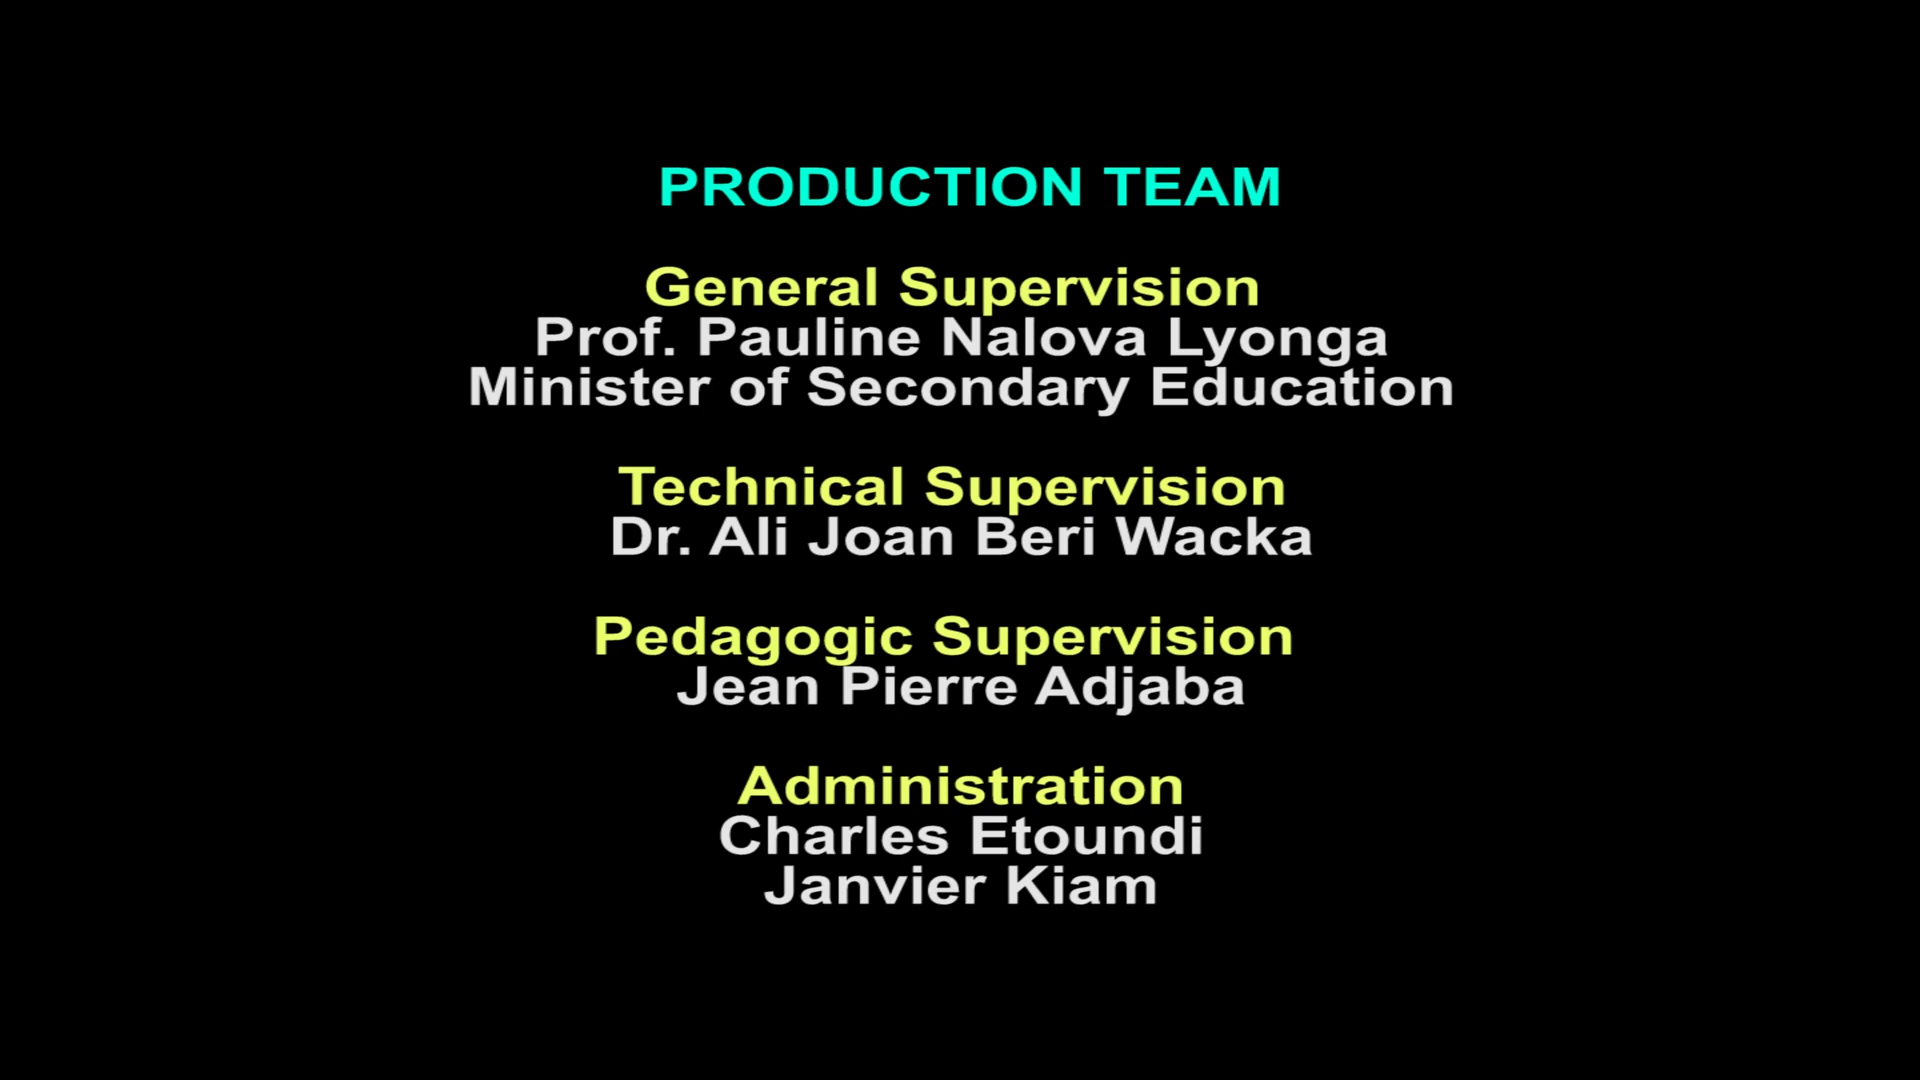 PRODUCTION TEAM
General Supervision
Prof. Pauline Nalova Lyonga
Minister of Secondary Education
Technical Supervision
Dr. Ali Joan Beri Wacka
Pedagogic Supervision
Jean Pierre Adjaba
Administration
Charles Etoundi
Janvier Kiam